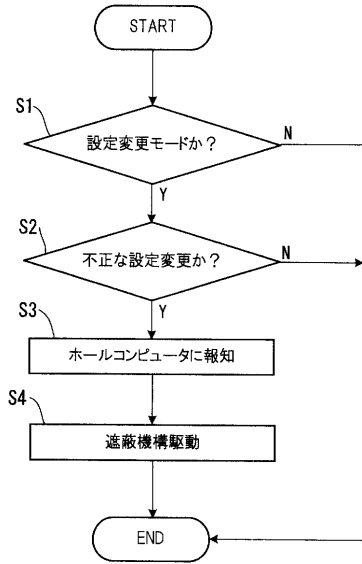 START
S1
設定変更モードか？
N
Y
S2
不正な設定変更か？
N
Y
S3
ホールコンピュータに報知
S4
遮蔽機構駆動
END